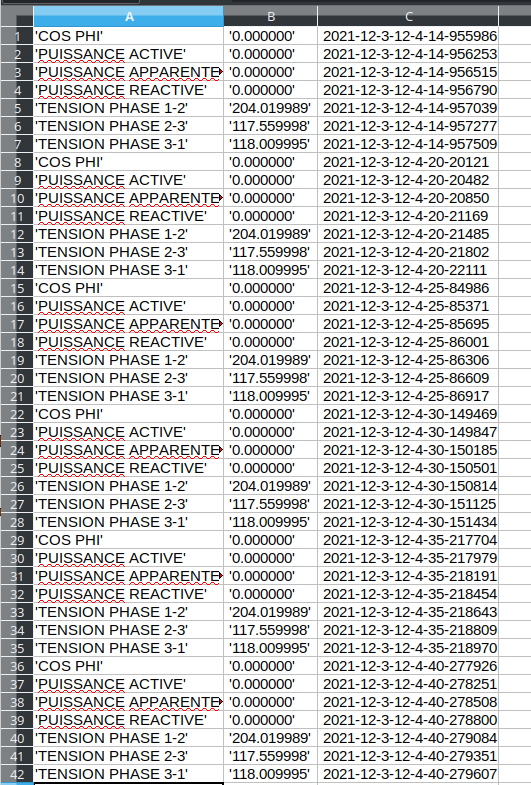 A B C
1 'COS PHI' '0.000000' 2021-12-3-12-4-14-955986
2 'PUISSANCE ACTIVE' '0.000000' 2021-12-3-12-4-14-956253
3 'PUISSANCE APPARENTE '0.000000' 2021-12-3-12-4-14-956515
4 'PUISSANCE REACTIVE' '0.000000' 2021-12-3-12-4-14-956790
5 'TENSION PHASE 1-2' '204.019989' 2021-12-3-12-4-14-957039
6 'TENSION PHASE 2-3' '117.559998' 2021-12-3-12-4-14-957277
7 'TENSION PHASE 3-1' '118.009995' 2021-12-3-12-4-14-957509
8 'COS PHI' '0.000000' 2021-12-3-12-4-20-20121
9 'PUISSANCE ACTIVE' '0.000000' 2021-12-3-12-4-20-20482
10 'PUISSANCE APPARENTE '0.000000' 2021-12-3-12-4-20-20850
11 'PUISSANCE REACTIVE' '0.000000' 2021-12-3-12-4-20-21169
12 'TENSION PHASE 1-2' '204.019989' 2021-12-3-12-4-20-21485
13 'TENSION PHASE 2-3' '117.559998' 2021-12-3-12-4-20-21802
14 'TENSION PHASE 3-1' '118.009995' 2021-12-3-12-4-20-22111
15 'COS PHI' '0.000000' 2021-12-3-12-4-25-84986
16 'PUISSANCE ACTIVE' '0.000000' 2021-12-3-12-4-25-85371
17 'PUISSANCE APPARENTE '0.000000' 2021-12-3-12-4-25-85695
18 'PUISSANCE REACTIVE' '0.000000' 2021-12-3-12-4-25-86001
19 'TENSION PHASE 1-2' '204.019989' 2021-12-3-12-4-25-86306
20 'TENSION PHASE 2-3' '117.559998' 2021-12-3-12-4-25-86609
21 'TENSION PHASE 3-1' '118.009995' 2021-12-3-12-4-25-86917
22 'COS PHI' '0.000000' 2021-12-3-12-4-30-149469
23 'PUISSANCE ACTIVE' '0.000000' 2021-12-3-12-4-30-149847
24 'PUISSANCE APPARENTE '0.000000' 2021-12-3-12-4-30-150185
25 'PUISSANCE REACTIVE' '0.000000' 2021-12-3-12-4-30-150501
26 'TENSION PHASE 1-2' '204.019989' 2021-12-3-12-4-30-150814
27 'TENSION PHASE 2-3' '117.559998' 2021-12-3-12-4-30-151125
28 'TENSION PHASE 3-1' '118.009995' 2021-12-3-12-4-30-151434
29 'COS PHI' '0.000000' 2021-12-3-12-4-35-217704
30 'PUISSANCE ACTIVE' '0.000000' 2021-12-3-12-4-35-217979
31 'PUISSANCE APPARENTE '0.000000' 2021-12-3-12-4-35-218191
32 'PUISSANCE REACTIVE' '0.000000' 2021-12-3-12-4-35-218454
33 'TENSION PHASE 1-2' '204.019989' 2021-12-3-12-4-35-218643
34 'TENSION PHASE 2-3' '117.559998' 2021-12-3-12-4-35-218809
35 'TENSION PHASE 3-1' '118.009995' 2021-12-3-12-4-35-218970
36 'COS PHI' '0.000000' 2021-12-3-12-4-40-277926
37 'PUISSANCE ACTIVE' '0.000000' 2021-12-3-12-4-40-278251
38 'PUISSANCE APPARENTE '0.000000' 2021-12-3-12-4-40-278508
39 'PUISSANCE REACTIVE' '0.000000' 2021-12-3-12-4-40-278800
40 'TENSION PHASE 1-2' '204.019989' 2021-12-3-12-4-40-279084
41 'TENSION PHASE 2-3' '117.559998' 2021-12-3-12-4-40-279351
42 'TENSION PHASE 3-1' '118.009995' 2021-12-3-12-4-40-279607